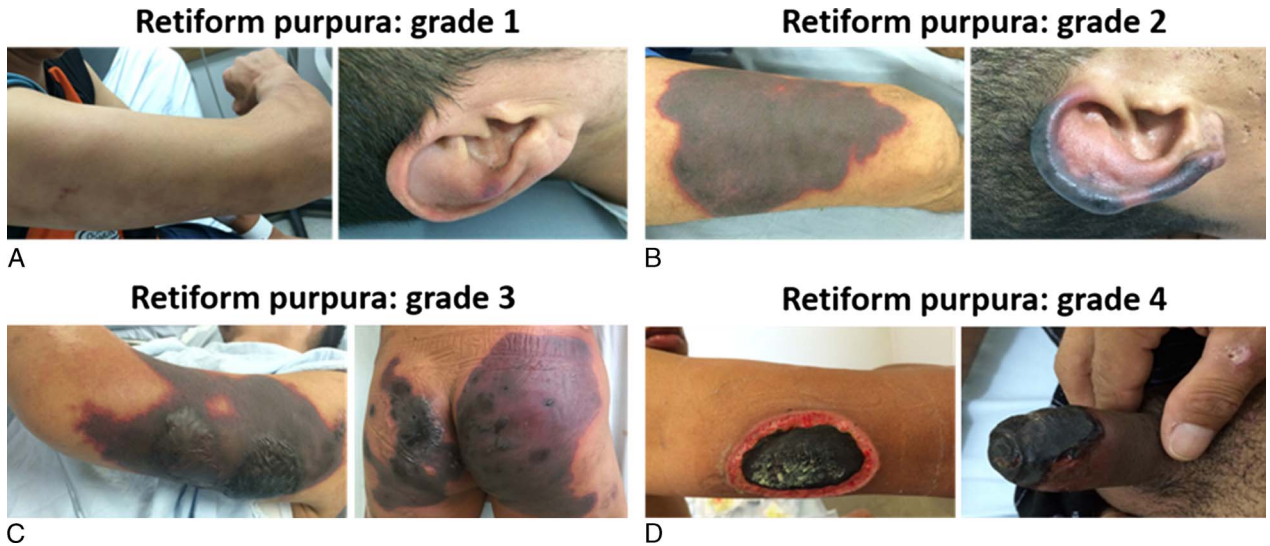 Retiform purpura: grade 1
Retiform purpura: grade 2
A
B
Retiform purpura: grade 3
Retiform purpura: grade 4
C
D